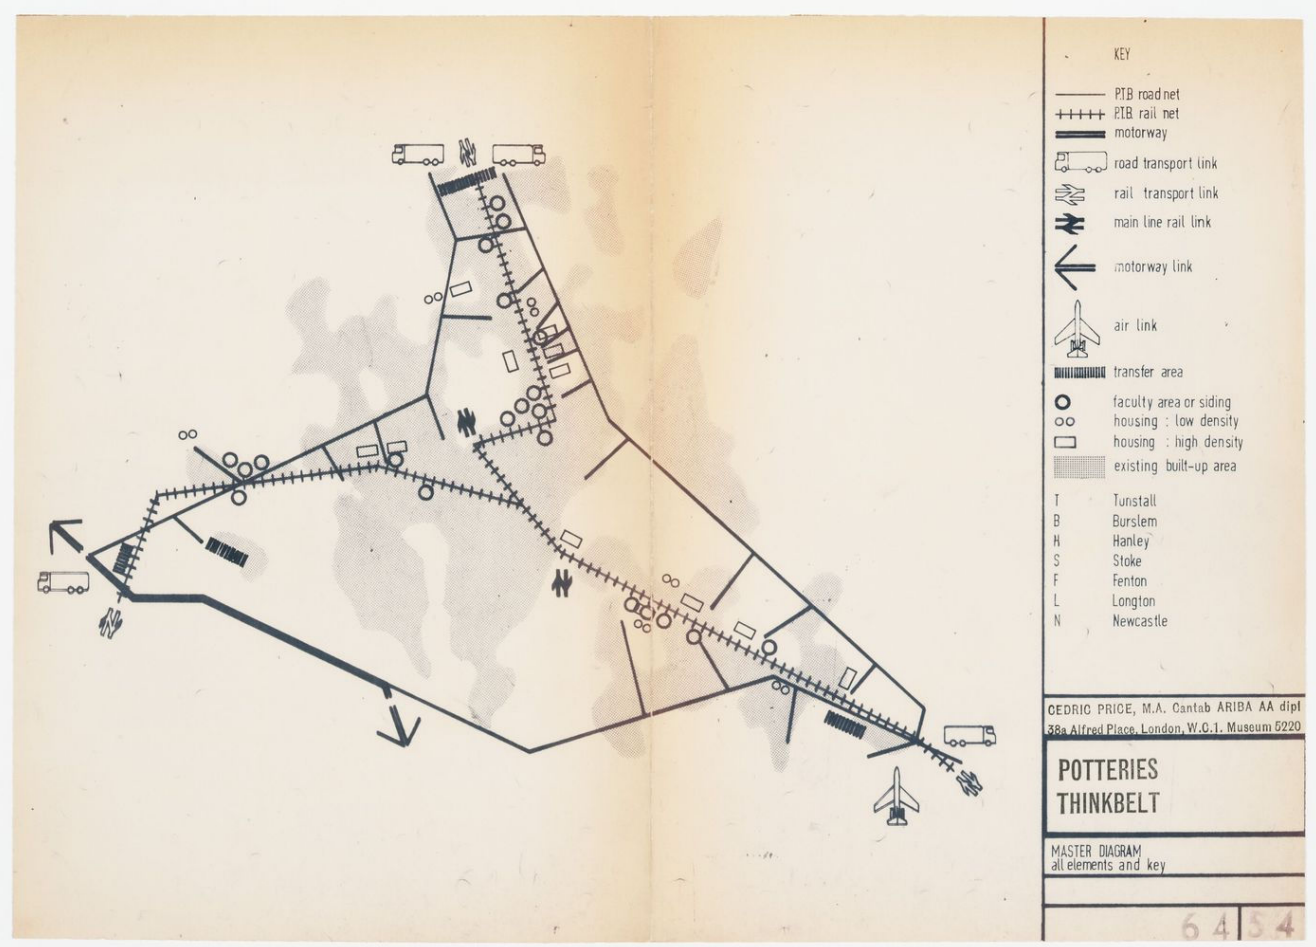 KEY
P.T.B road net
P.T.B. rail net
motorway
road transport link
rail transport link
main line rail link
motorway link
air link
transfer area
faculty area or siding
housing : low density
housing : high density
existing built-up area
T Tunstall
B Burslem
H Hanley
S Stoke
F Fenton
L Longton
N Newcastle
CEDRIC PRICE, M.A. Cantab ARIBA AA dipl
38a Alfred Place, London, W.C.1. Museum 5220
POTTERIES
THINKBELT
MASTER DIAGRAM
all elements and key
64 54